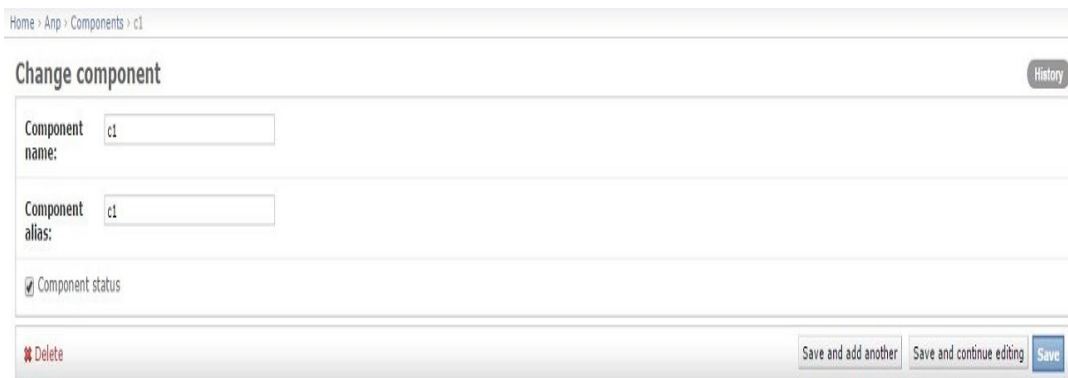 Home › Anp › Components › c1
Change component
History
Component
name:
c1
Component
alias:
c1
Component status
Delete
Save and add another
Save and continue editing
Save